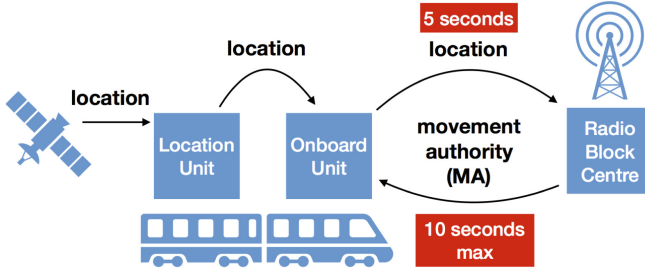 5 seconds
location
location
location
Location
Unit
Onboard
Unit
movement
authority
(MA)
Radio
Block
Centre
10 seconds
max